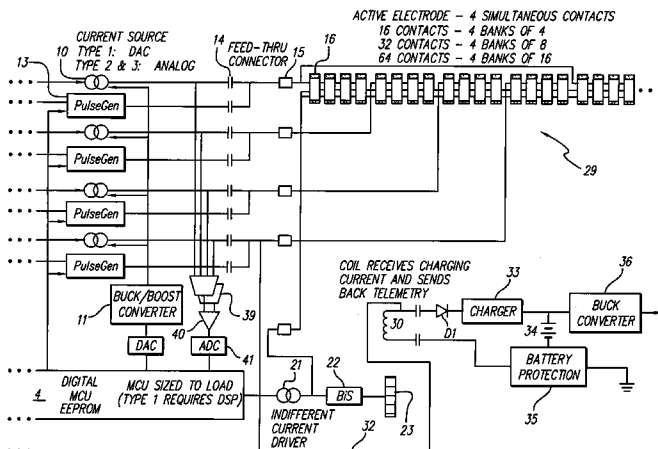 ACTIVE ELECTRODE - 4 SIMULTANEOUS CONTACTS
16 CONTACTS - 4 BANKS OF 4
32 CONTACTS - 4 BANKS OF 8
64 CONTACTS - 4 BANKS OF 16
CURRENT SOURCE
TYPE 1: DAC
TYPE 2 & 3: ANALOG
10
13
14
FEED-THRU
CONNECTOR
15
16
PulseGen
PulseGen
PulseGen
PulseGen
29
BUCK/BOOST
CONVERTER
11
DAC
39
40
ADC
41
COIL RECEIVES CHARGING
CURRENT AND SENDS
BACK TELEMETRY
30
D1
33
CHARGER
34
36
BUCK
CONVERTER
BATTERY
PROTECTION
35
4
DIGITAL
MCU
EEPROM
MCU SIZED TO LOAD
(TYPE 1 REQUIRES DSP)
21
INDIFFERENT
CURRENT
DRIVER
22
BIS
23
32